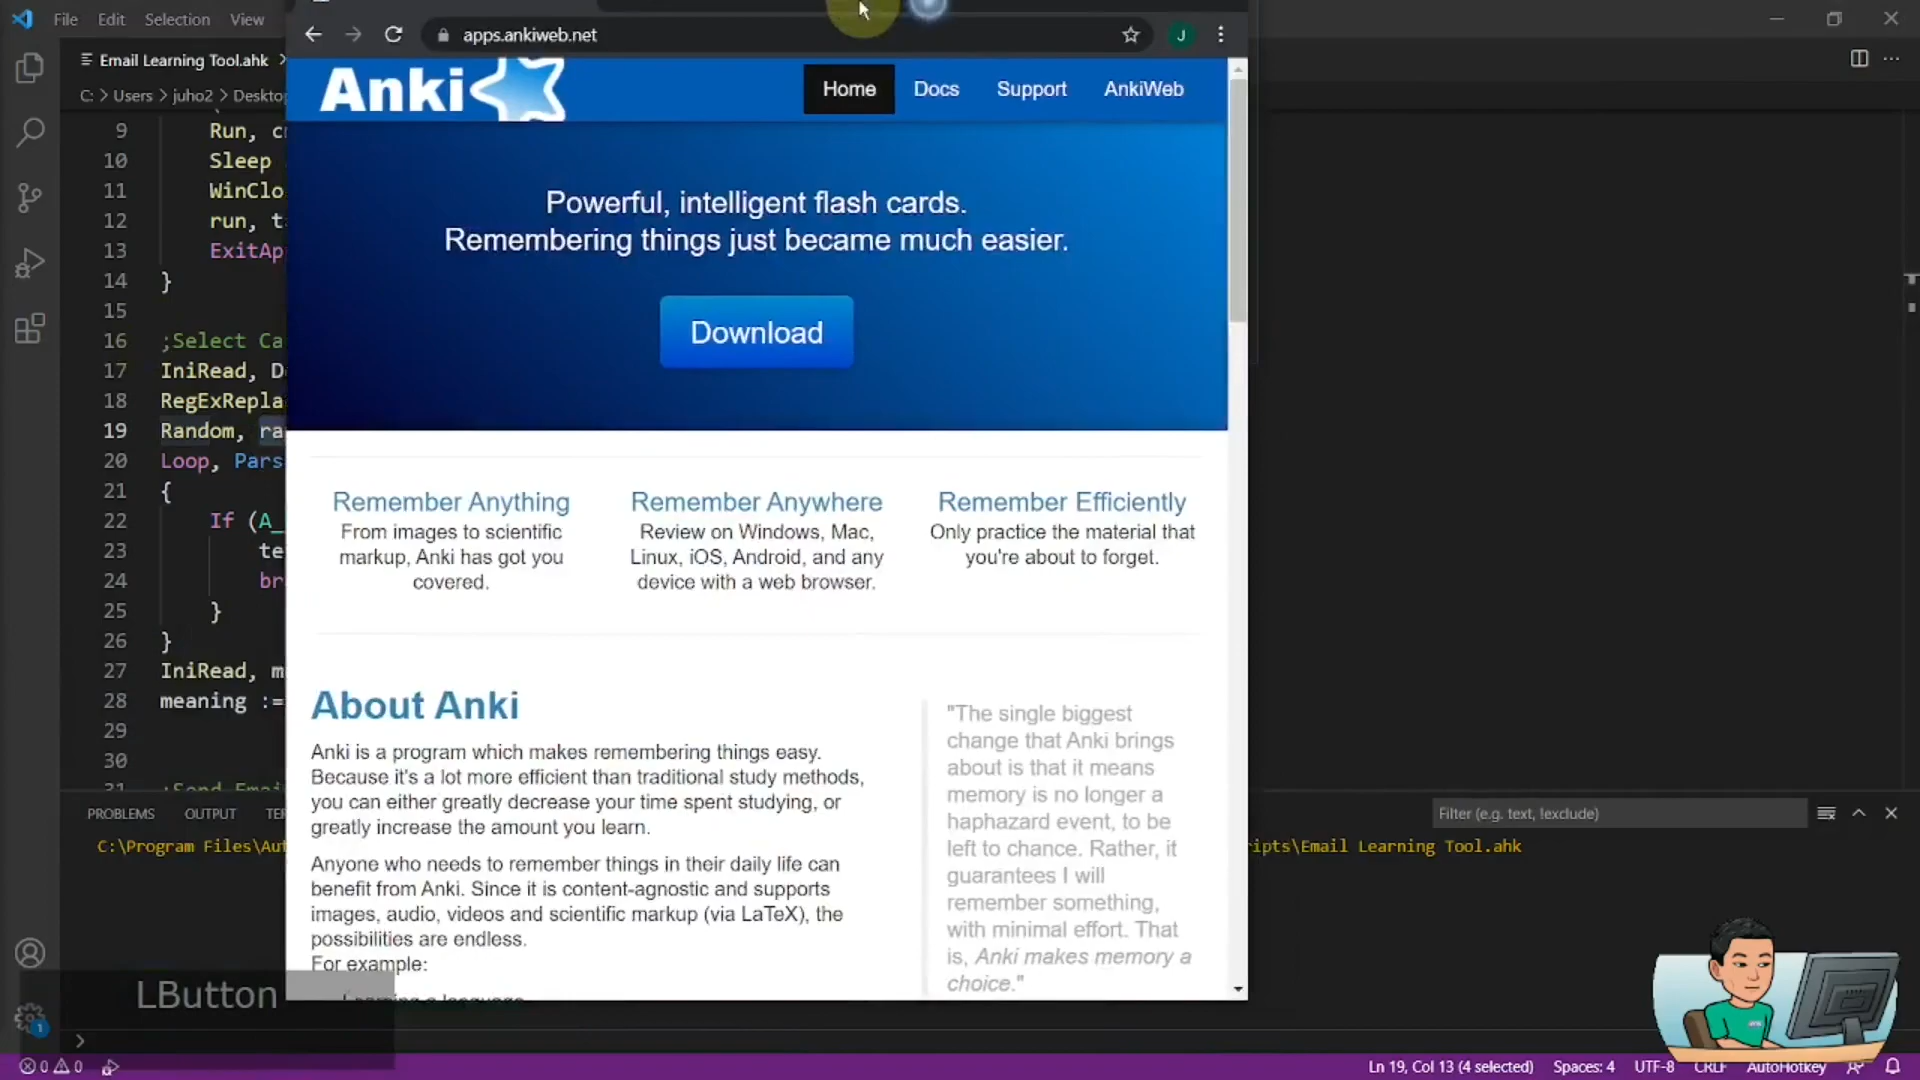 File Edit Selection View
Email Learning Tool.ahk
C: > Users > juho2 > Deskto
9 Run,
10 Sleep
11 WinClo
12 run,
13 ExitAp
14 }
15
16 ;Select Ca
17 IniRead, D
18 RegExRepla
19 Random, ra
20 Loop, Pars
21 {
22 If (A_
23 te
24 br
25 }
26 }
27 IniRead, m
28 meaning :=
29
30
PROBLEMS OUTPUT TER
C:\Program Files\Aut
apps.ankiweb.net
J
Anki
Home Docs Support AnkiWeb
Powerful, intelligent flash cards.
Remembering things just became much easier.
Download
Remember Anything
From images to scientific
markup, Anki has got you
covered.
Remember Anywhere
Review on Windows, Mac,
Linux, iOS, Android, and any
device with a web browser.
Remember Efficiently
Only practice the material that
you're about to forget.
About Anki
Anki is a program which makes remembering things easy.
Because it's a lot more efficient than traditional study methods,
you can either greatly decrease your time spent studying, or
greatly increase the amount you learn.
Anyone who needs to remember things in their daily life can
benefit from Anki. Since it is content-agnostic and supports
images, audio, videos and scientific markup (via LaTeX), the
possibilities are endless.
For example:
"The single biggest
change that Anki brings
about is that it means
memory is no longer a
haphazard event, to be
left to chance. Rather, it
guarantees I will
remember something,
with minimal effort. That
is, Anki makes memory a
choice."
Filter (e.g. text, !exclude)
ipts\Email Learning Tool.ahk
LButton
1
0 0
Ln 19, Col 13 (4 selected) Spaces: 4 UTF-8 CRLF AutoHotkey